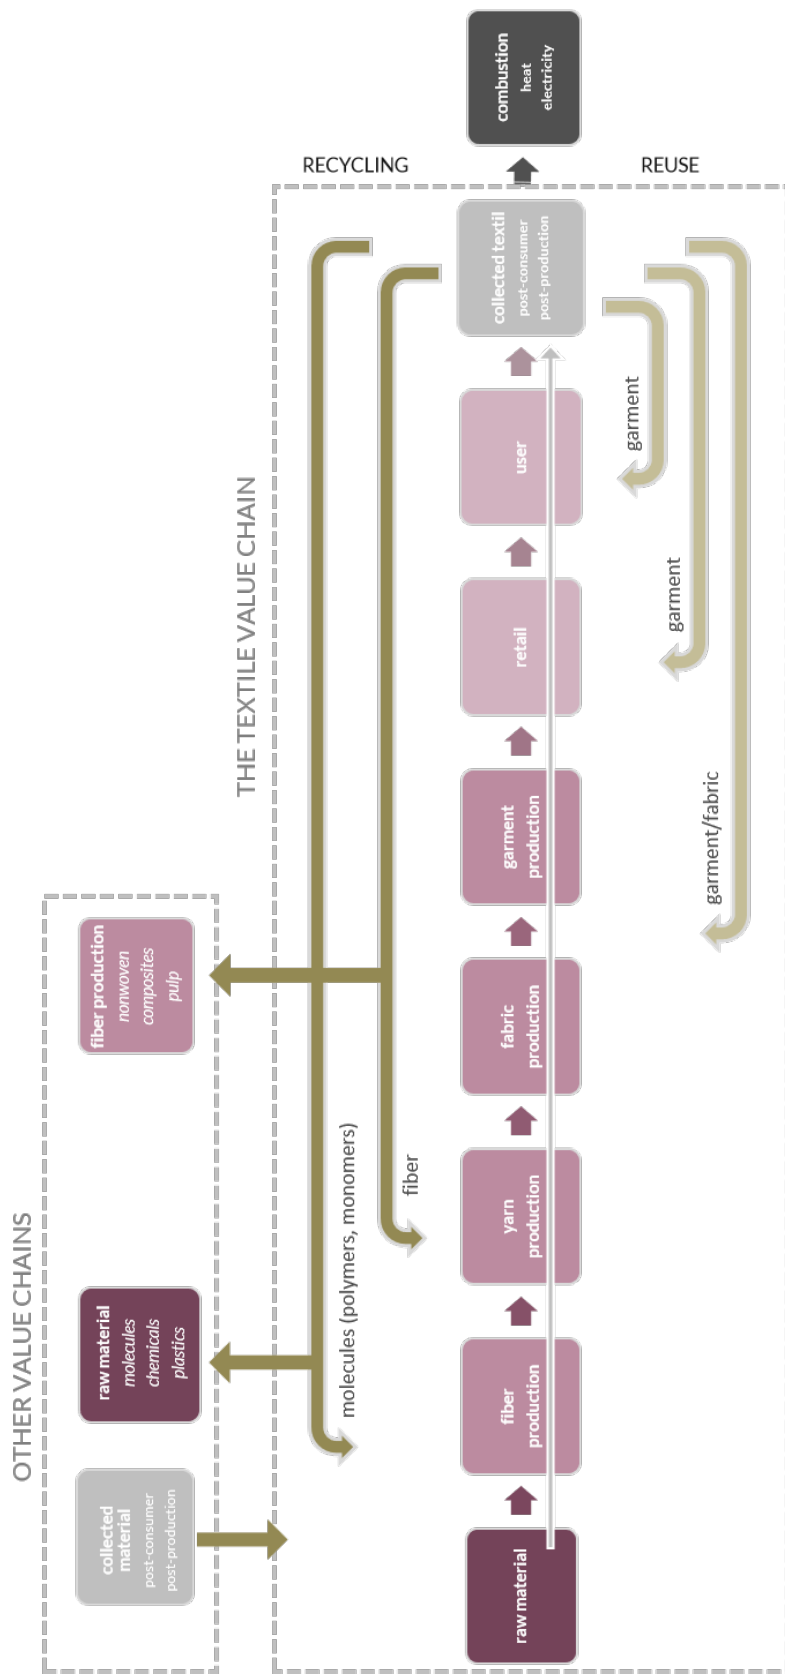 OTHER VALUE CHAINS
collected
material
post-consumer
post-production
raw material
molecules
chemicals
plastics
fiber production
nonwoven
composites
pulp
THE TEXTILE VALUE CHAIN
RECYCLING
molecules (polymers, monomers)
fiber
raw material
fiber
production
yarn
production
fabric
production
garment
production
retail
user
collected textil
post-consumer
post-production
combustion
heat
electricity
REUSE
garment
garment
garment/fabric